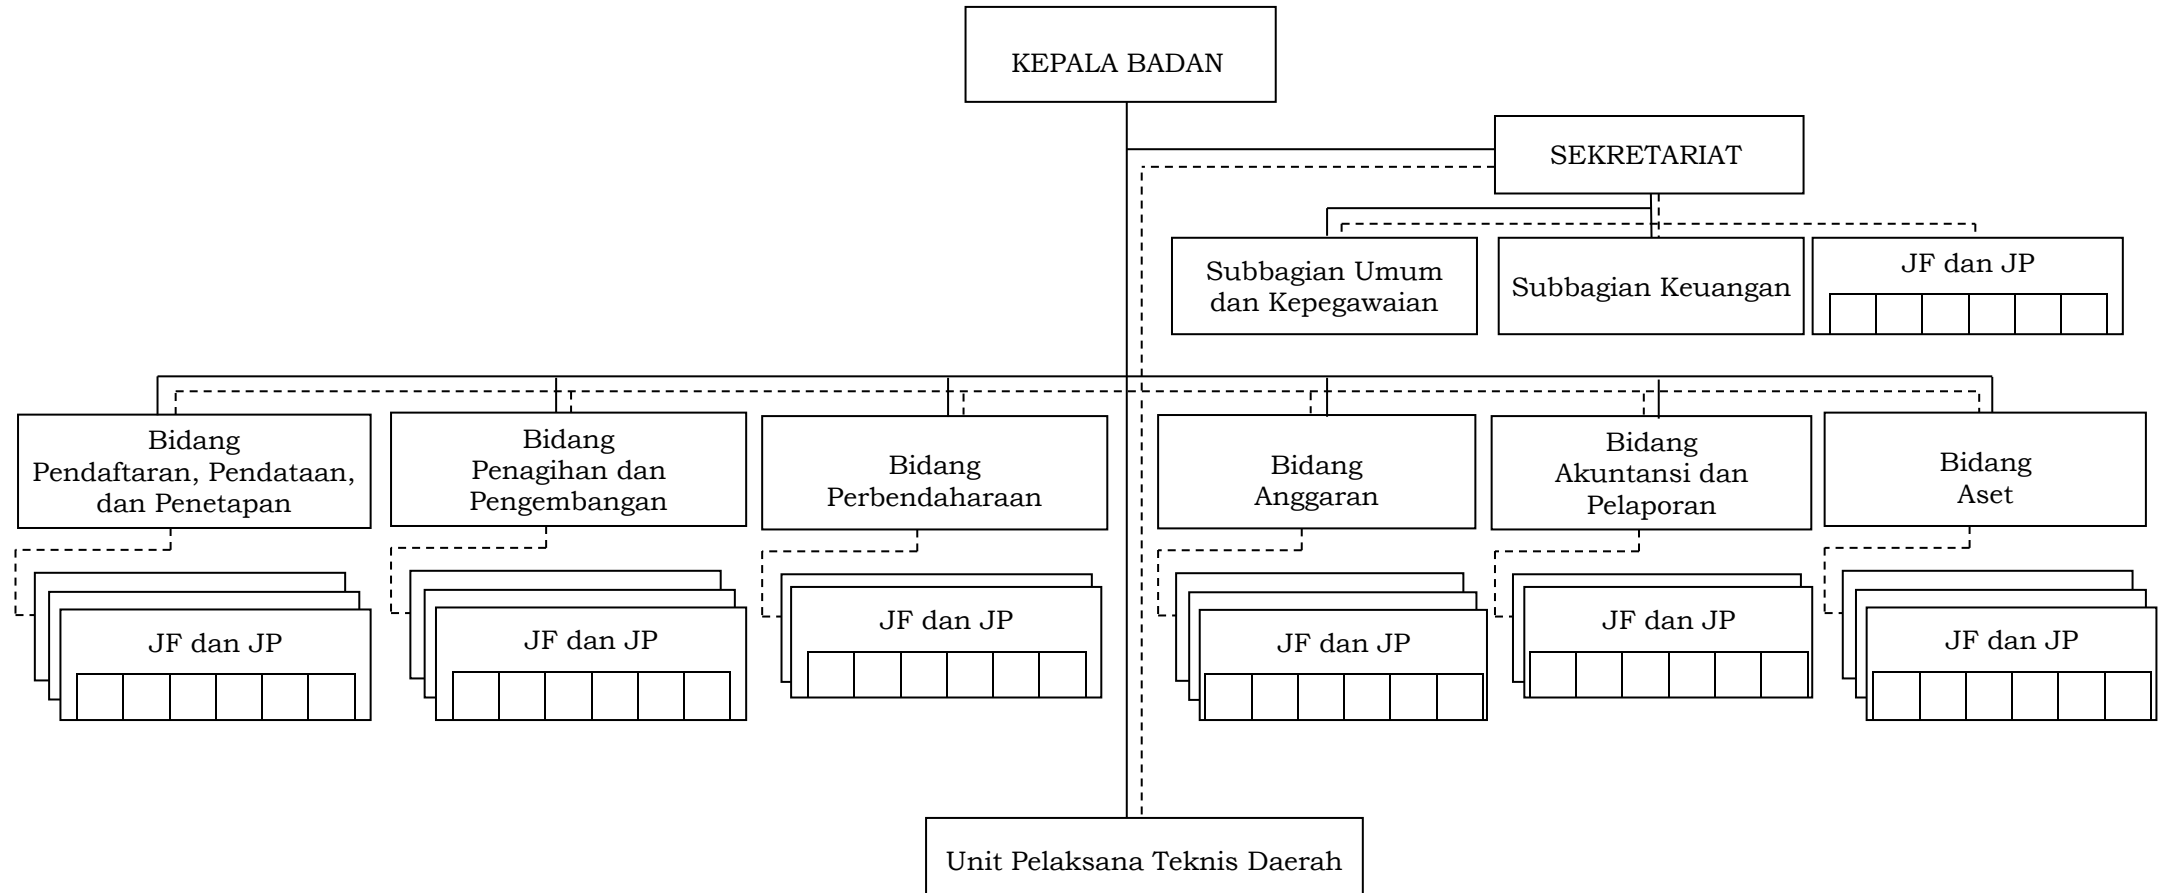 KEPALA BADAN
SEKRETARIAT
Subbagian Umum
dan Kepegawaian
Subbagian Keuangan
JF dan JP
Bidang
Pendaftaran, Pendataan,
dan Penetapan
Bidang
Penagihan dan
Pengembangan
Bidang
Perbendaharaan
Bidang
Anggaran
Bidang
Akuntansi dan
Pelaporan
Bidang
Aset
JF dan JP
JF dan JP
JF dan JP
JF dan JP
JF dan JP
JF dan JP
Unit Pelaksana Teknis Daerah